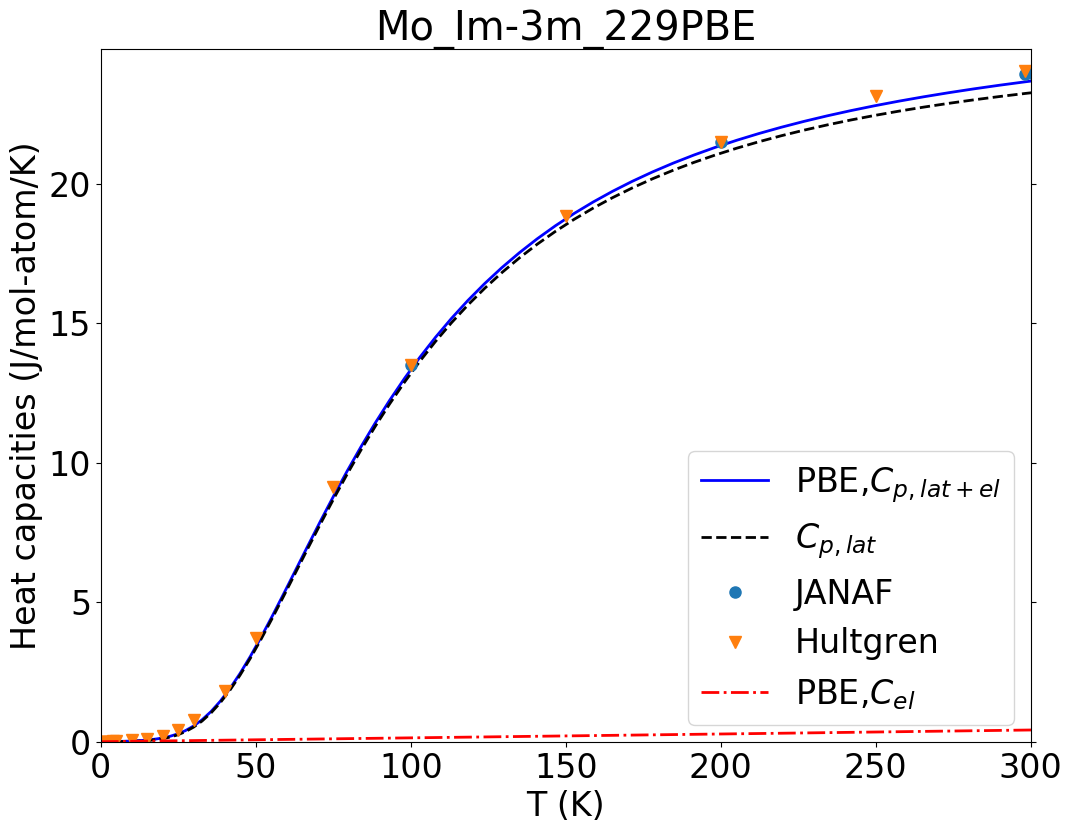 Mo_Im-3m_229PBE
Heat capacities (J/mol-atom/K)
20
15
10
5
0
0 50 100 150 200 250 300
T (K)
PBE,C_{p,lat+el}
C_{p,lat}
JANAF
Hultgren
PBE,C_{el}